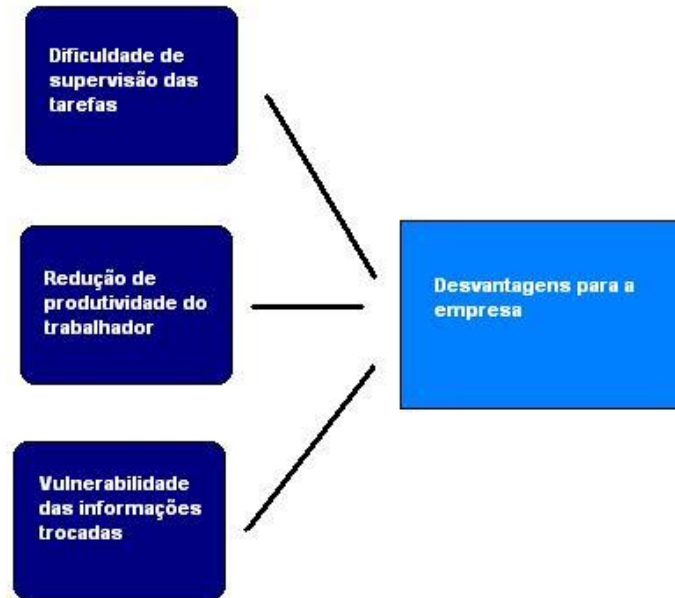 Dificuldade de
supervisão das
tarefas
Redução de
produtividade do
trabalhador
Desvantagens para a
empresa
Vulnerabilidade
das informações
trocadas